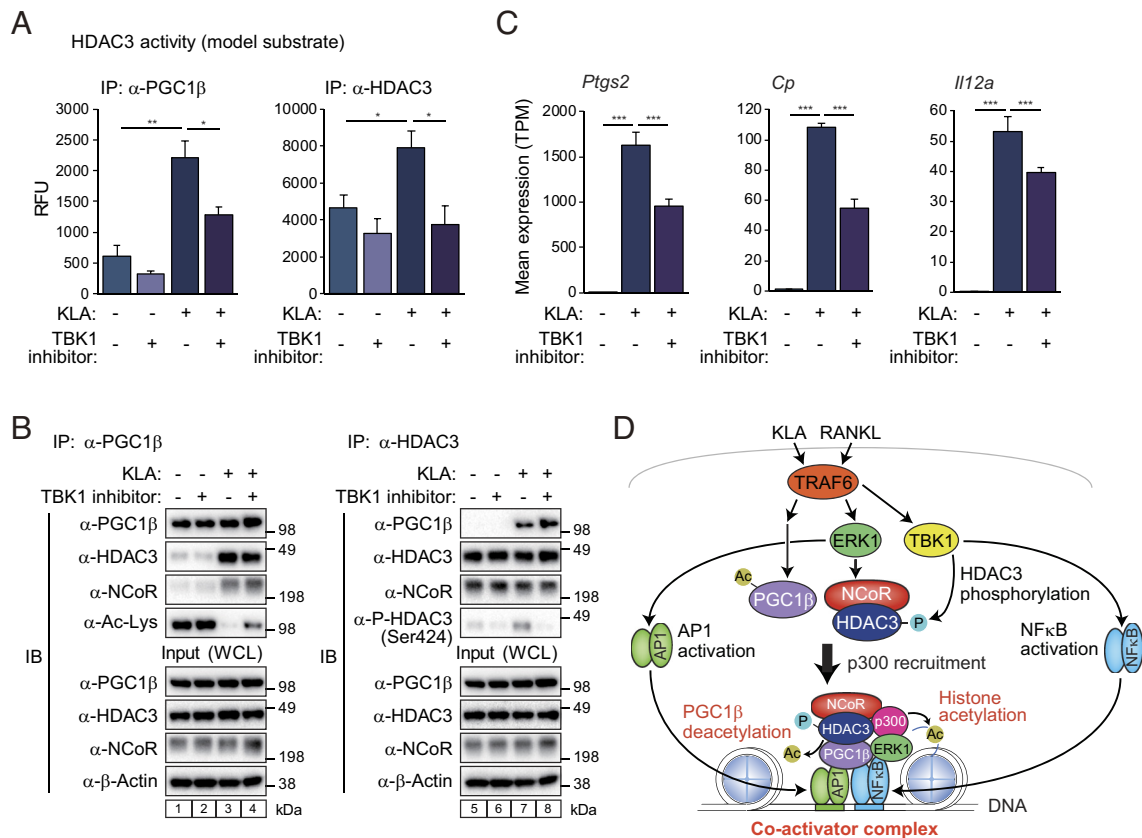 A
HDAC3 activity (model substrate)
IP: α-PGC1β
RFU
3000
2500
2000
1500
1000
500
0
** *
KLA: - - + +
TBK1 inhibitor: - + - +
IP: α-HDAC3
10000
8000
6000
4000
2000
0
* *
KLA: - - + +
TBK1 inhibitor: - + - +
C
Mean expression (TPM)
Ptgs2
2000
1500
1000
500
0
*** ***
KLA: - + +
TBK1 inhibitor: - - +
Cp
120
100
80
60
40
20
0
*** ***
- + +
- - +
Il12a
60
50
40
30
20
10
0
*** ***
- + +
- - +
B
IP: α-PGC1β
KLA: - - + +
TBK1 inhibitor: - + - +
IB
α-PGC1β 98
α-HDAC3 49
α-NCoR 198
α-Ac-Lys 98
Input (WCL)
α-PGC1β 98
α-HDAC3 49
α-NCoR 198
α-β-Actin 38
1 2 3 4 kDa
IP: α-HDAC3
KLA: - - + +
TBK1 inhibitor: - + - +
IB
α-PGC1β 98
α-HDAC3 49
α-NCoR 198
α-P-HDAC3
(Ser424)
49
Input (WCL)
α-PGC1β 98
α-HDAC3 49
α-NCoR 198
α-β-Actin 38
5 6 7 8 kDa
D
KLA RANKL
TRAF6
ERK1 TBK1
Ac
PGC1β
NCoR
HDAC3 P
HDAC3
phosphorylation
AP1
AP1
activation
NFκB
activation
NFκB
p300 recruitment
PGC1β
deacetylation
Histone
acetylation
NCoR
P HDAC3 p300 Ac
Ac PGC1β ERK1
AP1 NFκB
DNA
Co-activator complex